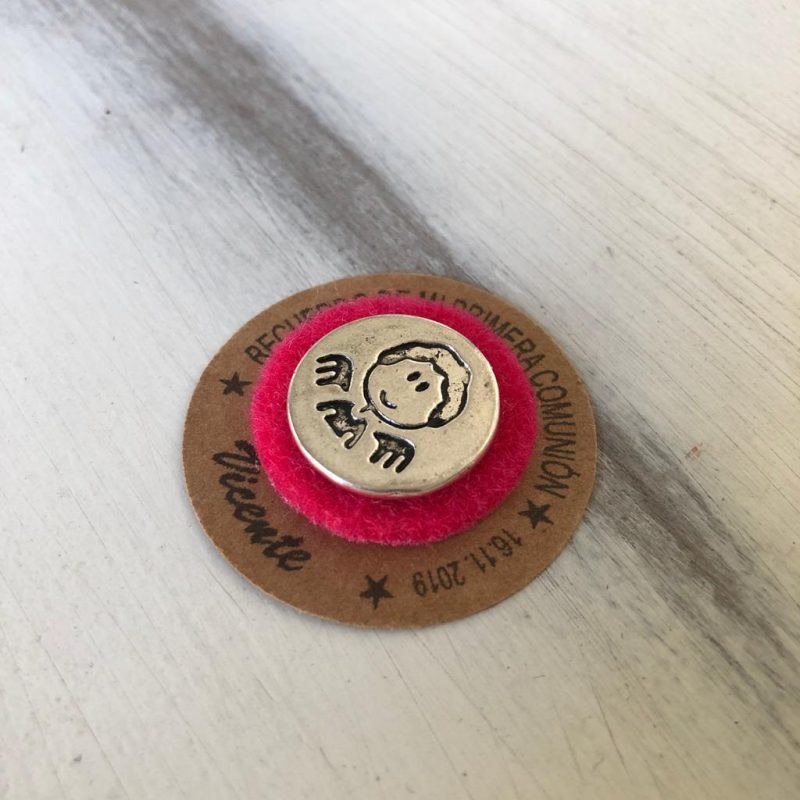 RECUERDO DE MI PRIMERA COMUNIÓN
16.11.2019
Vicente